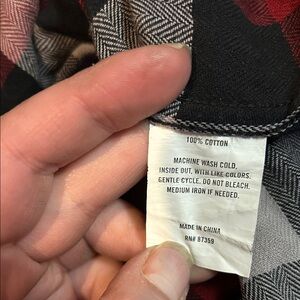 100% COTTON
MACHINE WASH COLD,
INSIDE OUT, WITH LIKE COLORS.
GENTLE CYCLE. DO NOT BLEACH.
MEDIUM IRON IF NEEDED.
MADE IN CHINA
RN# 87359